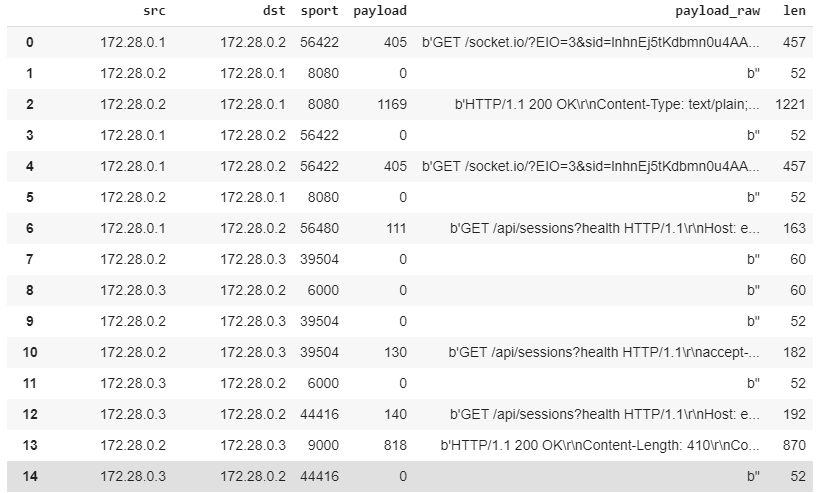 src dst sport payload payload_raw len
0 172.28.0.1 172.28.0.2 56422 405 b'GET /socket.io/?EIO=3&sid=lnhnEj5tKdbmn0u4AA... 457
1 172.28.0.2 172.28.0.1 8080 0 b'' 52
2 172.28.0.2 172.28.0.1 8080 1169 b'HTTP/1.1 200 OK\r\nContent-Type: text/plain;... 1221
3 172.28.0.1 172.28.0.2 56422 0 b'' 52
4 172.28.0.1 172.28.0.2 56422 405 b'GET /socket.io/?EIO=3&sid=lnhnEj5tKdbmn0u4AA... 457
5 172.28.0.2 172.28.0.1 8080 0 b'' 52
6 172.28.0.1 172.28.0.2 56480 111 b'GET /api/sessions?health HTTP/1.1\r\nHost: e... 163
7 172.28.0.2 172.28.0.3 39504 0 b'' 60
8 172.28.0.3 172.28.0.2 6000 0 b'' 60
9 172.28.0.2 172.28.0.3 39504 0 b'' 52
10 172.28.0.2 172.28.0.3 39504 130 b'GET /api/sessions?health HTTP/1.1\r\naccept-... 182
11 172.28.0.3 172.28.0.2 6000 0 b'' 52
12 172.28.0.3 172.28.0.2 44416 140 b'GET /api/sessions?health HTTP/1.1\r\nHost: e... 192
13 172.28.0.2 172.28.0.3 9000 818 b'HTTP/1.1 200 OK\r\nContent-Length: 410\r\nCo... 870
14 172.28.0.3 172.28.0.2 44416 0 b'' 52